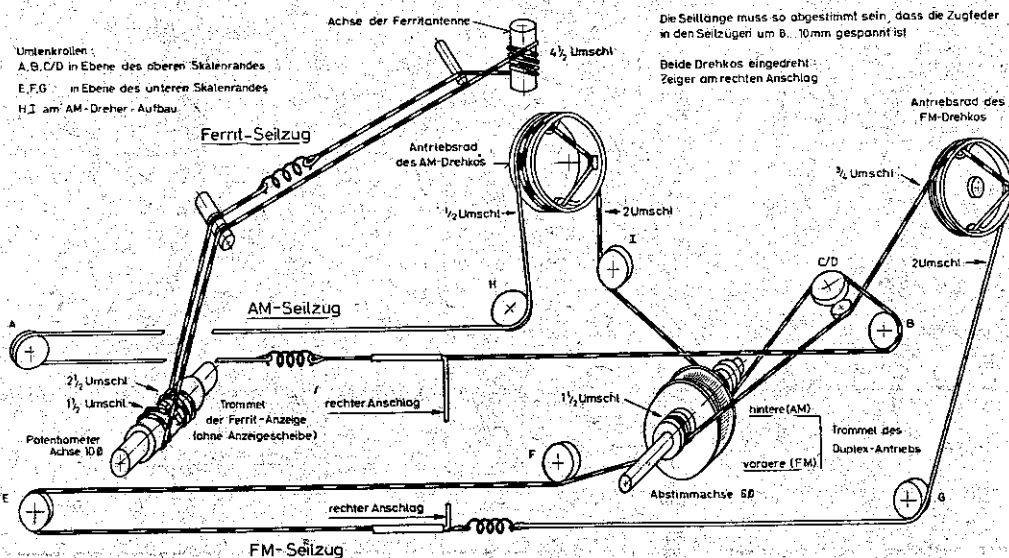 Achse der Ferritantenne
4½ Umschl
Die Seillänge muss so abgestimmt sein, dass die Zugfeder
in den Seilzügen um 8...10mm gespannt ist
Beide Drehkos eingedreht
Zeiger am rechten Anschlag
Umlenkrollen:
A,B,C/D in Ebene des oberen Skalenrandes
E,F,G in Ebene des unteren Skalenrandes
H,I am AM-Dreher-Aufbau
Ferrit-Seilzug
Antriebsrad
des AM-Drehkos
Antriebsrad des
FM-Drehkos
¾ Umschl
½ Umschl
2 Umschl
I
C/D
2 Umschl
H
AM-Seilzug
A
B
2½ Umschl
1½ Umschl
Trommel
der Ferrit-Anzeige
(ohne Anzeigescheibe)
rechter Anschlag
1½ Umschl
hintere (AM)
Trommel des
Duplex-Antriebs
vordere (FM)
Potentiometer
Achse 10Ø
F
Abstimmachse 6Ø
E
G
rechter Anschlag
FM-Seilzug